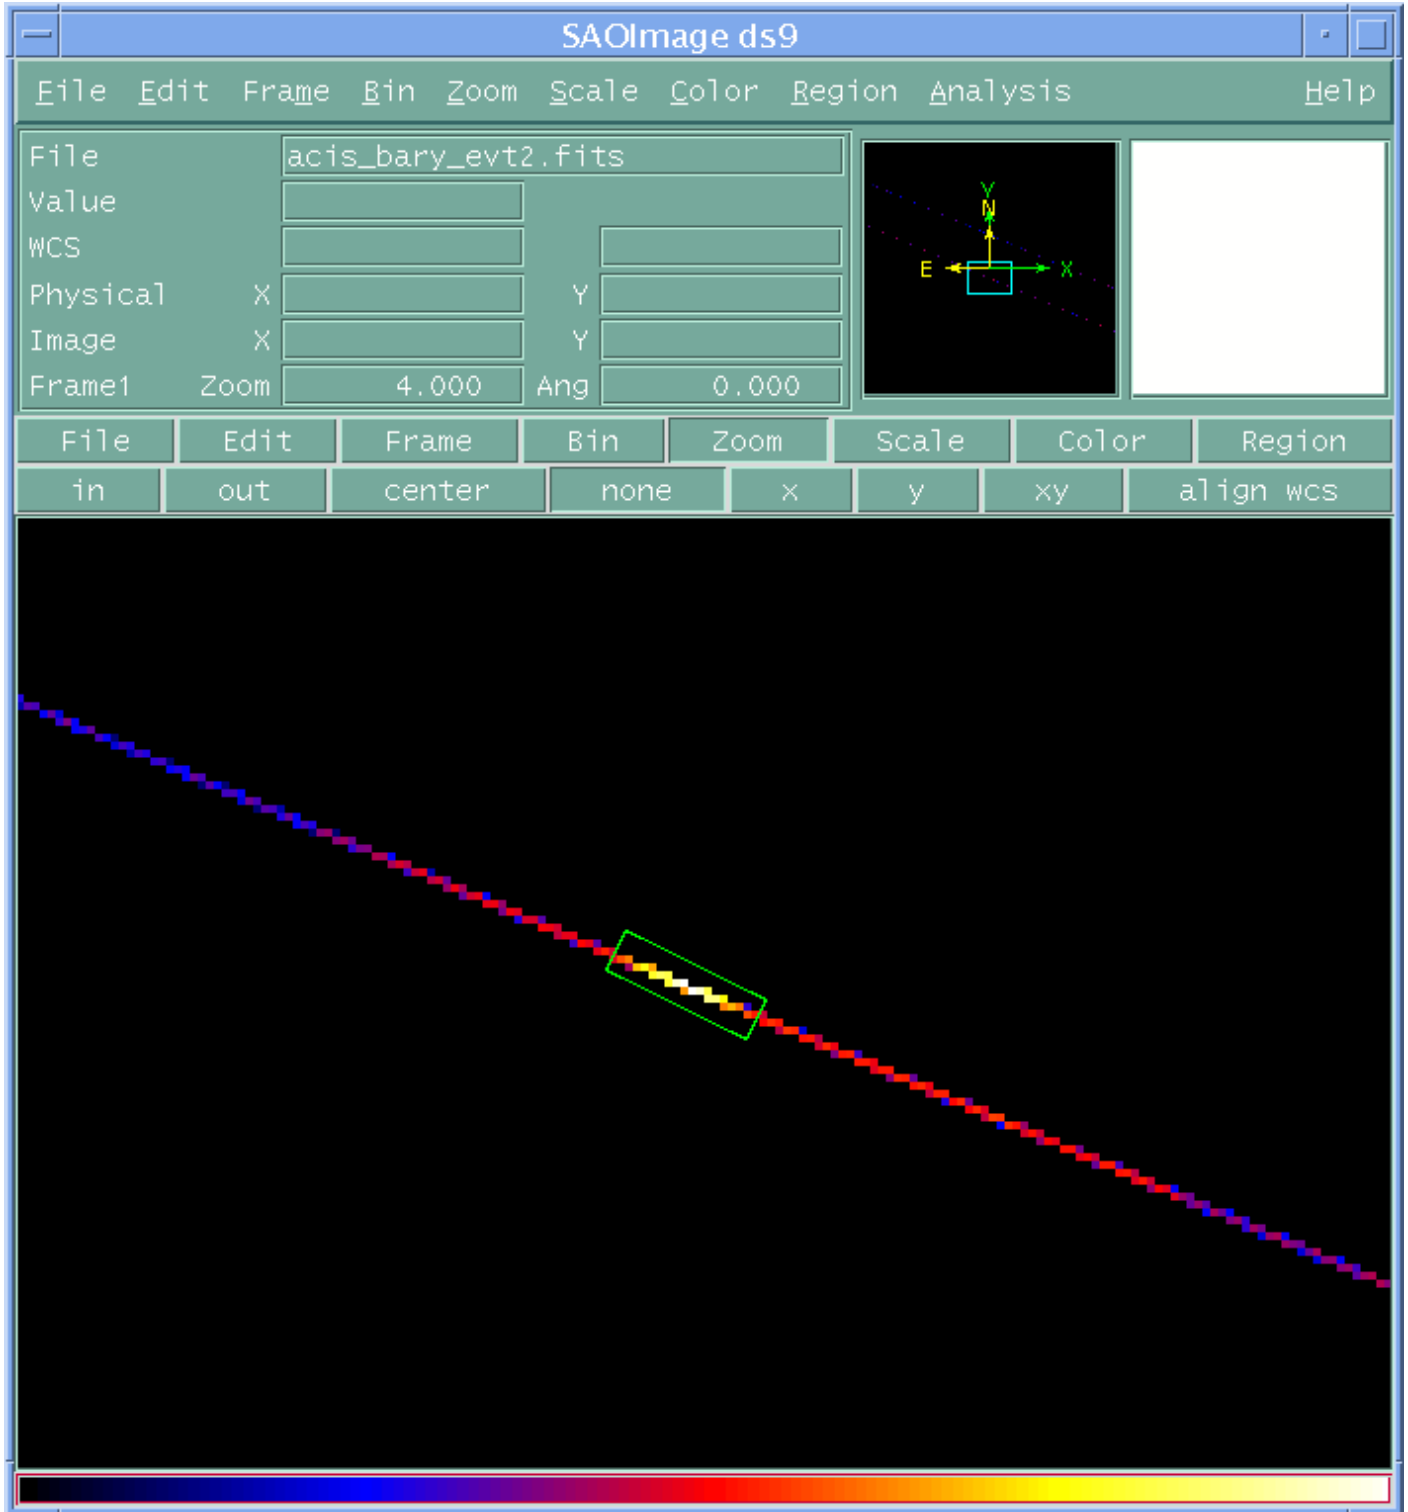 SAOImage ds9
File Edit Frame Bin Zoom Scale Color Region Analysis Help
File acis_bary_evt2.fits
Value
WCS
Physical X Y
Image X Y
Frame1 Zoom 4.000 Ang 0.000
Y
N
E X
File Edit Frame Bin Zoom Scale Color Region
in out center none x y xy align wcs